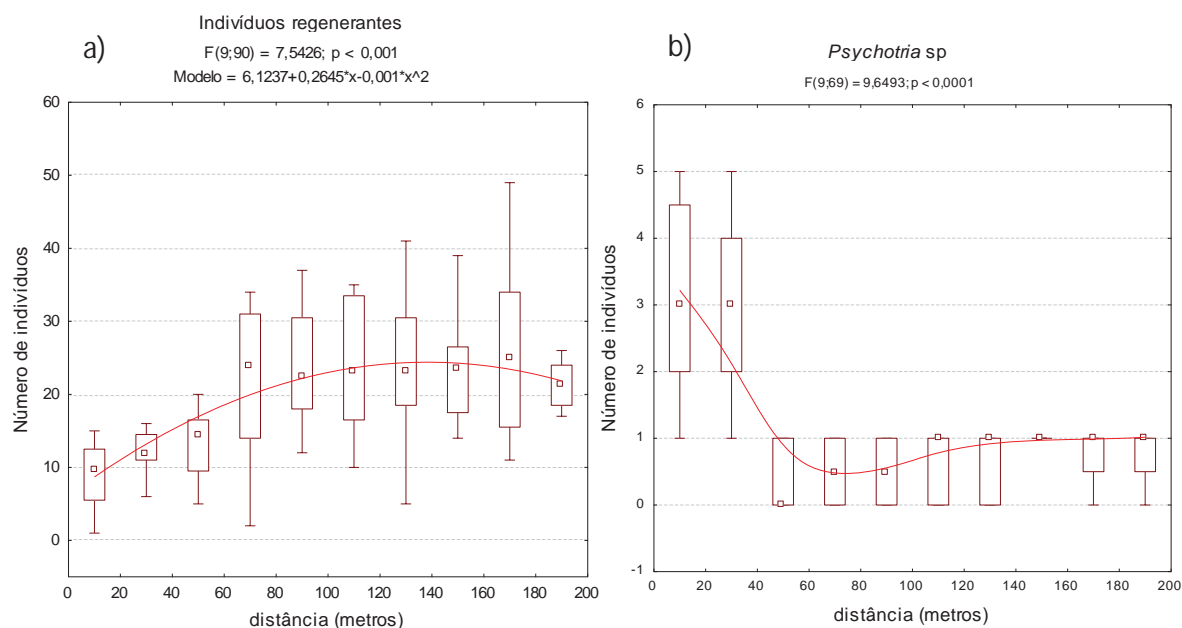 a)
Indivíduos regenerantes
F(9;90) = 7,5426; p < 0,001
Modelo = 6,1237+0,2645*x-0,001*x^2
60
50
40
30
20
10
0
Número de indivíduos
0 20 40 60 80 100 120 140 160 180 200
distância (metros)
b)
Psychotria sp
F(9;69) = 9,6493; p < 0,0001
6
5
4
3
2
1
0
-1
Número de indivíduos
0 20 40 60 80 100 120 140 160 180 200
distância (metros)